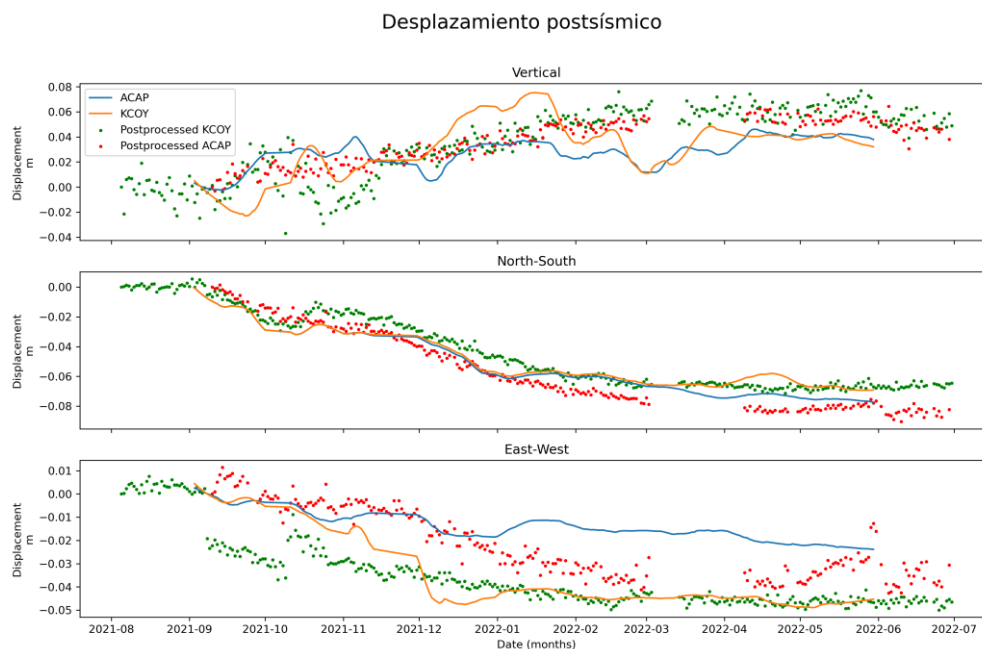 Desplazamiento postsísmico
Vertical
Displacement
m
0.08
0.06
0.04
0.02
0.00
−0.02
−0.04
ACAP
KCOY
Postprocessed KCOY
Postprocessed ACAP
North-South
Displacement
m
0.00
−0.02
−0.04
−0.06
−0.08
East-West
Displacement
m
0.01
0.00
−0.01
−0.02
−0.03
−0.04
−0.05
2021-08 2021-09 2021-10 2021-11 2021-12 2022-01 2022-02 2022-03 2022-04 2022-05 2022-06 2022-07
Date (months)